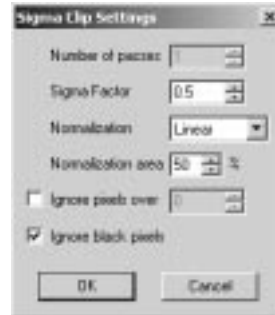 Sigma Clip Settings
Number of passes 1
Sigma Factor 0.5
Normalization Linear
Normalization area 50 %
Ignore pixels over 0
Ignore black pixels
OK Cancel